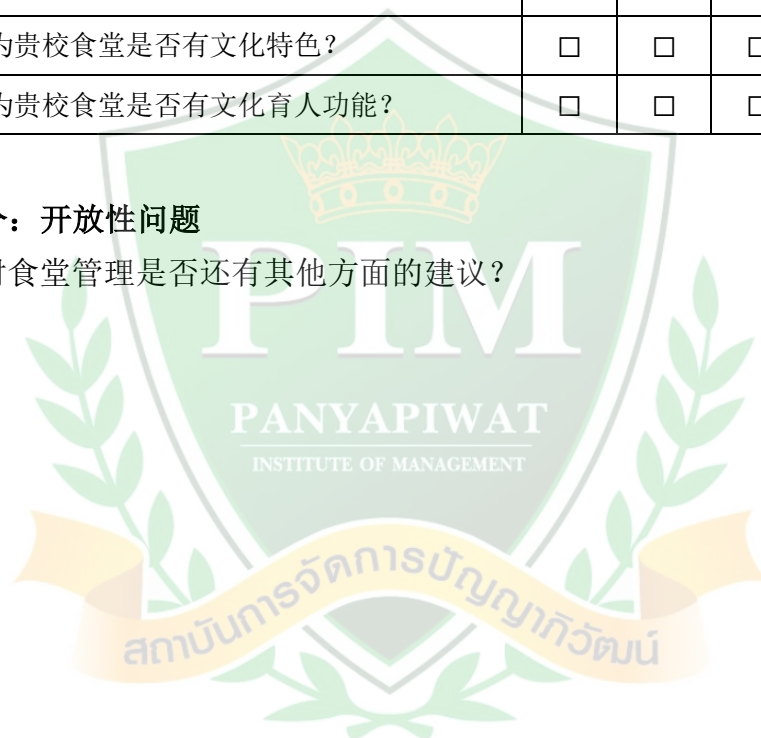 为贵校食堂是否有文化特色? □ □ □
为贵校食堂是否有文化育人功能? □ □ □
：开放性问题
食堂管理是否还有其他方面的建议?
PIM
PANYAPIWAT
INSTITUTE OF MANAGEMENT
สถาบันการจัดการปัญญาภิวัฒน์